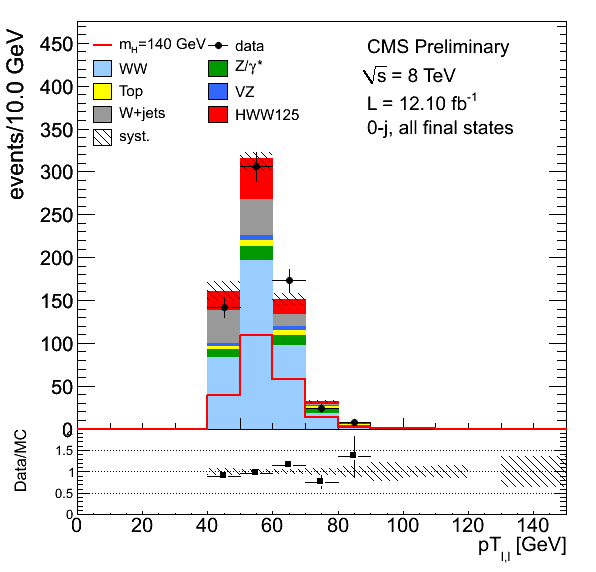 events/10.0 GeV
450
400
350
300
250
200
150
100
50
0
m_H=140 GeV
data
WW
Z/γ*
Top
VZ
W+jets
HWW125
syst.
CMS Preliminary
√s = 8 TeV
L = 12.10 fb⁻¹
0-j, all final states
Data/MC
1.5
1
0.5
0
0 20 40 60 80 100 120 140
pT_l,l [GeV]